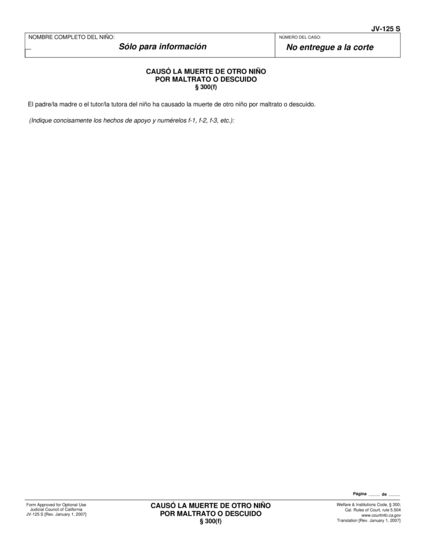 JV-125 S
NOMBRE COMPLETO DEL NIÑO:
Sólo para información
NÚMERO DEL CASO:
No entregue a la corte
CAUSÓ LA MUERTE DE OTRO NIÑO
POR MALTRATO O DESCUIDO
§ 300(f)
El padre/la madre o el tutor/la tutora del niño ha causado la muerte de otro niño por maltrato o descuido.
(Indique concisamente los hechos de apoyo y numérelos f-1, f-2, f-3, etc.):
Página ____ de ____
Form Approved for Optional Use
Judicial Council of California
JV-125 S [Rev. January 1, 2007]
CAUSÓ LA MUERTE DE OTRO NIÑO
POR MALTRATO O DESCUIDO
§ 300(f)
Welfare & Institutions Code, § 300;
Cal. Rules of Court, rule 5.504
www.courtinfo.ca.gov
Translation [Rev. January 1, 2007]